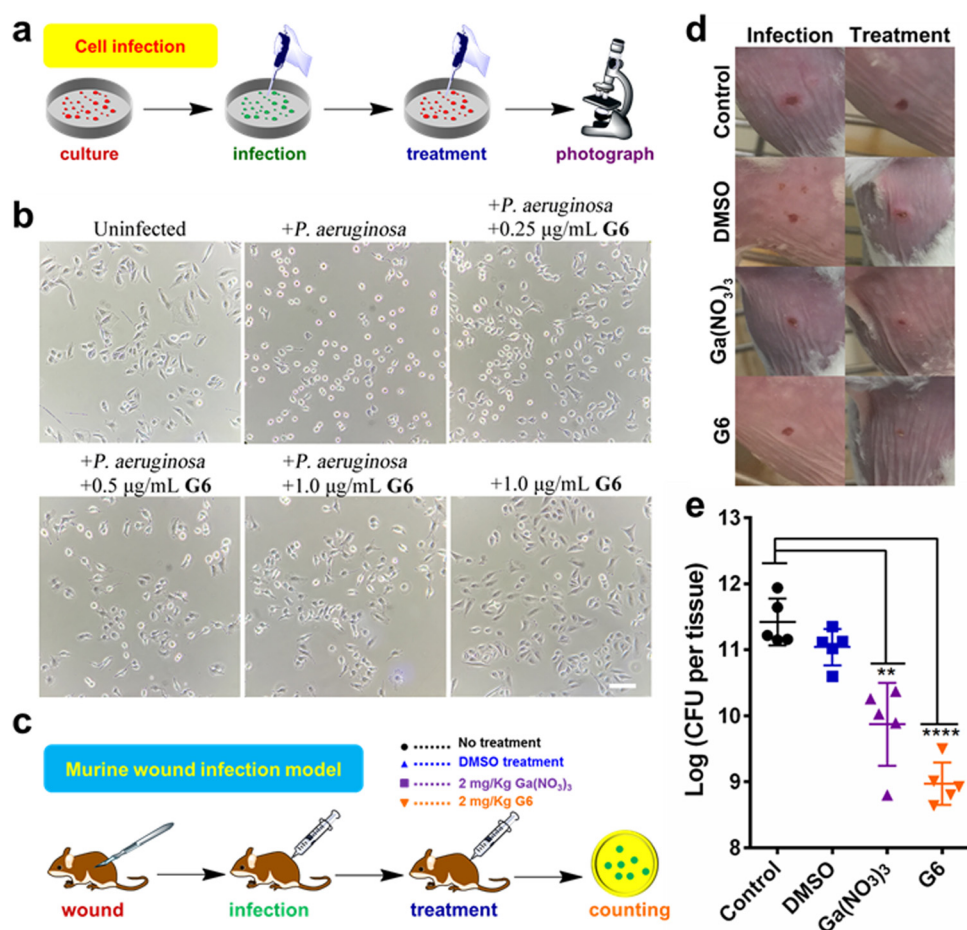 a
Cell infection
culture
infection
treatment
photograph
b
Uninfected
+P. aeruginosa
+P. aeruginosa
+0.25 μg/mL G6
+P. aeruginosa
+0.5 μg/mL G6
+P. aeruginosa
+1.0 μg/mL G6
+1.0 μg/mL G6
c
Murine wound infection model
No treatment
DMSO treatment
2 mg/Kg Ga(NO₃)₃
2 mg/Kg G6
wound
infection
treatment
counting
d
Infection Treatment
Control
DMSO
Ga(NO₃)₃
G6
e
Log (CFU per tissue)
13
12
11
10
9
8
**
****
Control
DMSO
Ga(NO₃)₃
G6